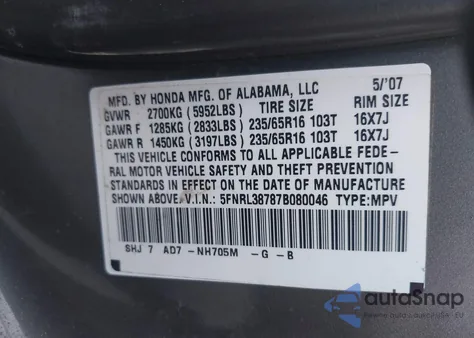 MFD. BY HONDA MFG. OF ALABAMA, LLC 5/'07
GVWR 2700KG (5952LBS) TIRE SIZE RIM SIZE
GAWR F 1285KG (2833LBS) 235/65R16 103T 16X7J
GAWR R 1450KG (3197LBS) 235/65R16 103T 16X7J
THIS VEHICLE CONFORMS TO ALL APPLICABLE FEDE-
RAL MOTOR VEHICLE SAFETY AND THEFT PREVENTION
STANDARDS IN EFFECT ON THE DATE OF MANUFACTURE
SHOWN ABOVE. V.I.N.: 5FNRL38787B080046 TYPE:MPV
SHJ 7 AD7 -NH705M -G -B
autoSnap